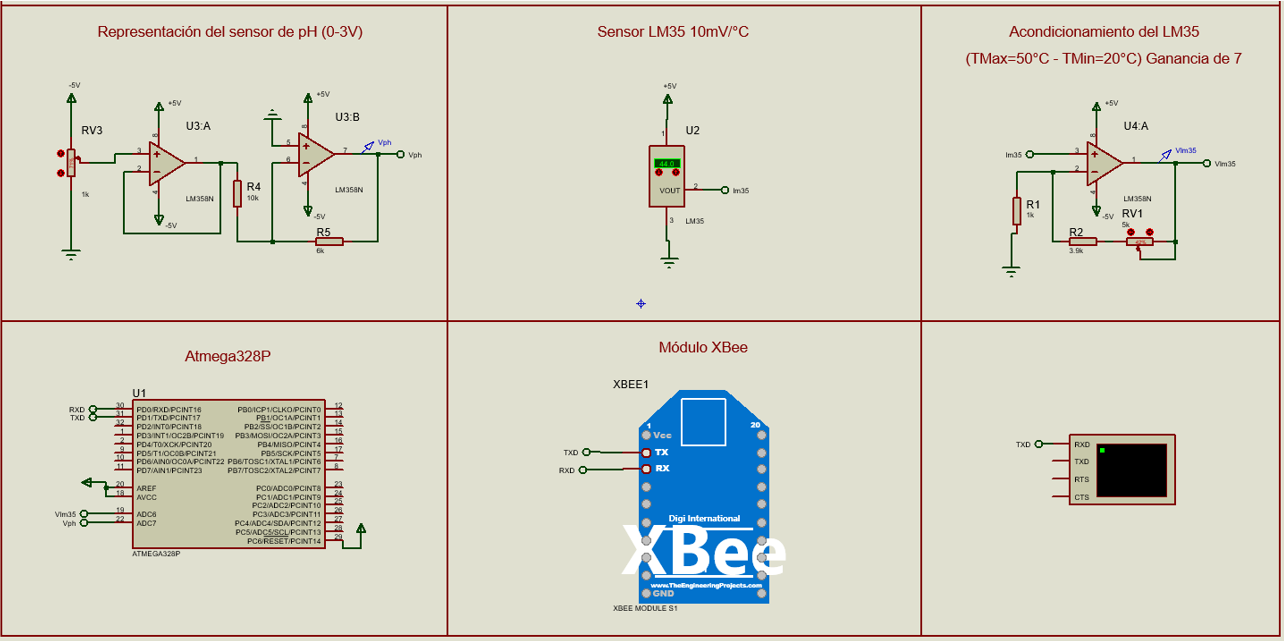 Representación del sensor de pH (0-3V)
-5V
RV3
1k
+5V
U3:A
3
2
8
4
1
LM358N
-5V
R4
10k
+5V
U3:B
5
6
8
4
7
Vph
Vph
LM358N
-5V
R5
6k
Sensor LM35 10mV/°C
+5V
1
U2
44.0
VOUT
2
lm35
3
LM35
Acondicionamiento del LM35
(TMax=50°C - TMin=20°C) Ganancia de 7
+5V
U4:A
lm35
3
2
8
4
1
Vlm35
Vlm35
LM358N
-5V
R1
1k
RV1
5k
R2
3.9k
Atmega328P
U1
RXD 30 PD0/RXD/PCINT16 PB0/ICP1/CLKO/PCINT0 12
TXD 31 PD1/TXD/PCINT17 PB1/OC1A/PCINT1 13
32 PD2/INT0/PCINT18 PB2/SS/OC1B/PCINT2 14
1 PD3/INT1/OC2B/PCINT19 PB3/MOSI/OC2A/PCINT3 15
2 PD4/T0/XCK/PCINT20 PB4/MISO/PCINT4 16
9 PD5/T1/OC0B/PCINT21 PB5/SCK/PCINT5 17
10 PD6/AIN0/OC0A/PCINT22 PB6/TOSC1/XTAL1/PCINT6 7
11 PD7/AIN1/PCINT23 PB7/TOSC2/XTAL2/PCINT7 8
20 AREF PC0/ADC0/PCINT8 23
18 AVCC PC1/ADC1/PCINT9 24
PC2/ADC2/PCINT10 25
Vlm35 19 ADC6 PC3/ADC3/PCINT11 26
Vph 22 ADC7 PC4/ADC4/SDA/PCINT12 27
PC5/ADC5/SCL/PCINT13 28
PC6/RESET/PCINT14 29
ATMEGA328P
Módulo XBee
XBEE1
1 20
Vcc
TXD TX
RXD RX
Digi International
XBee
www.TheEngineeringProjects.com
GND
XBEE MODULE S1
TXD RXD
TXD
RTS
CTS